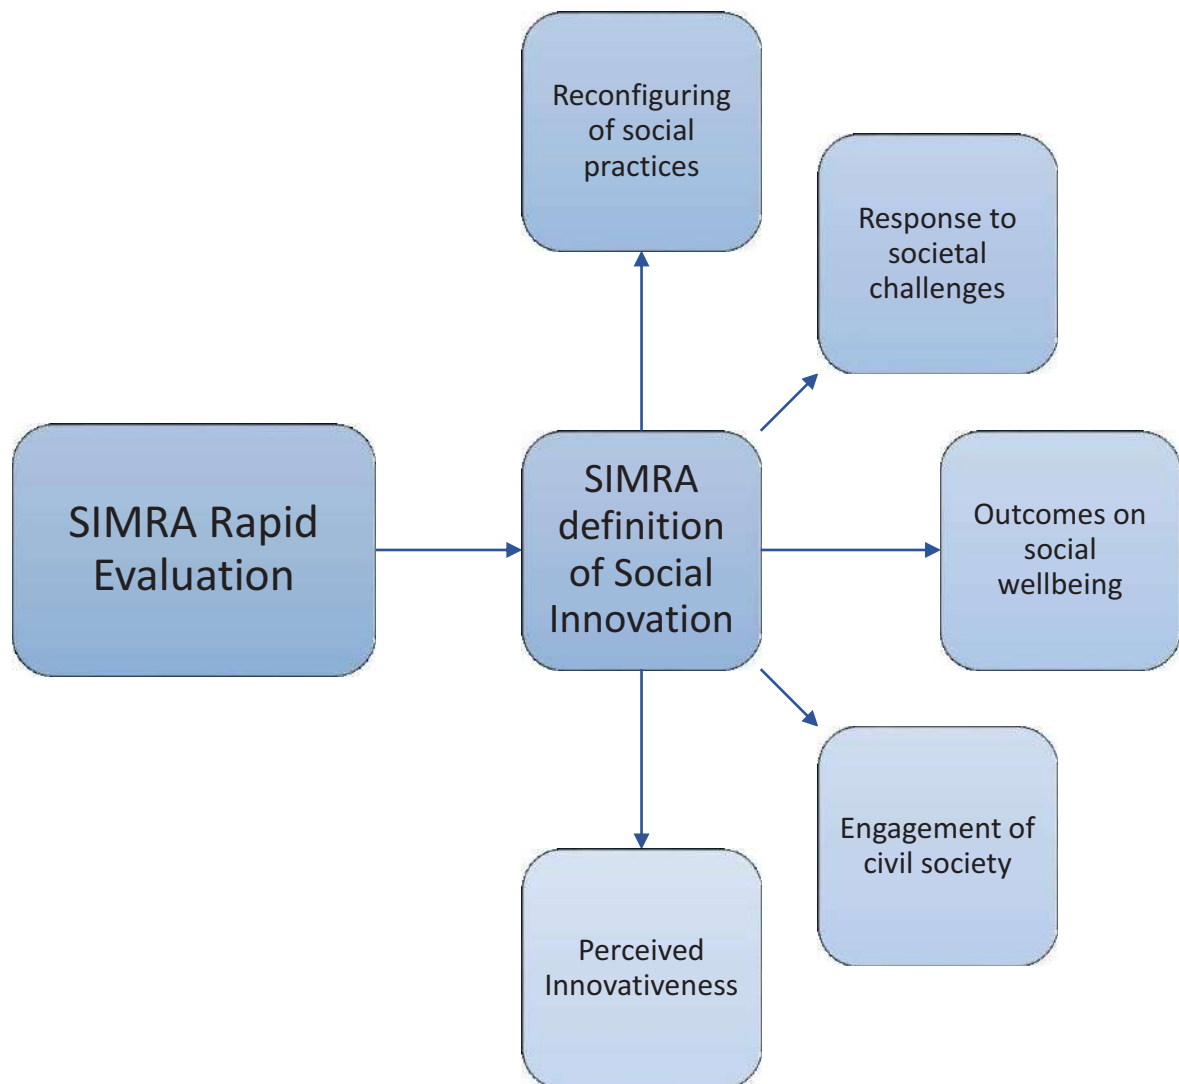 Reconfiguring
of social
practices
Response to
societal
challenges
SIMRA Rapid
Evaluation
SIMRA
definition
of Social
Innovation
Outcomes on
social
wellbeing
Engagement of
civil society
Perceived
Innovativeness